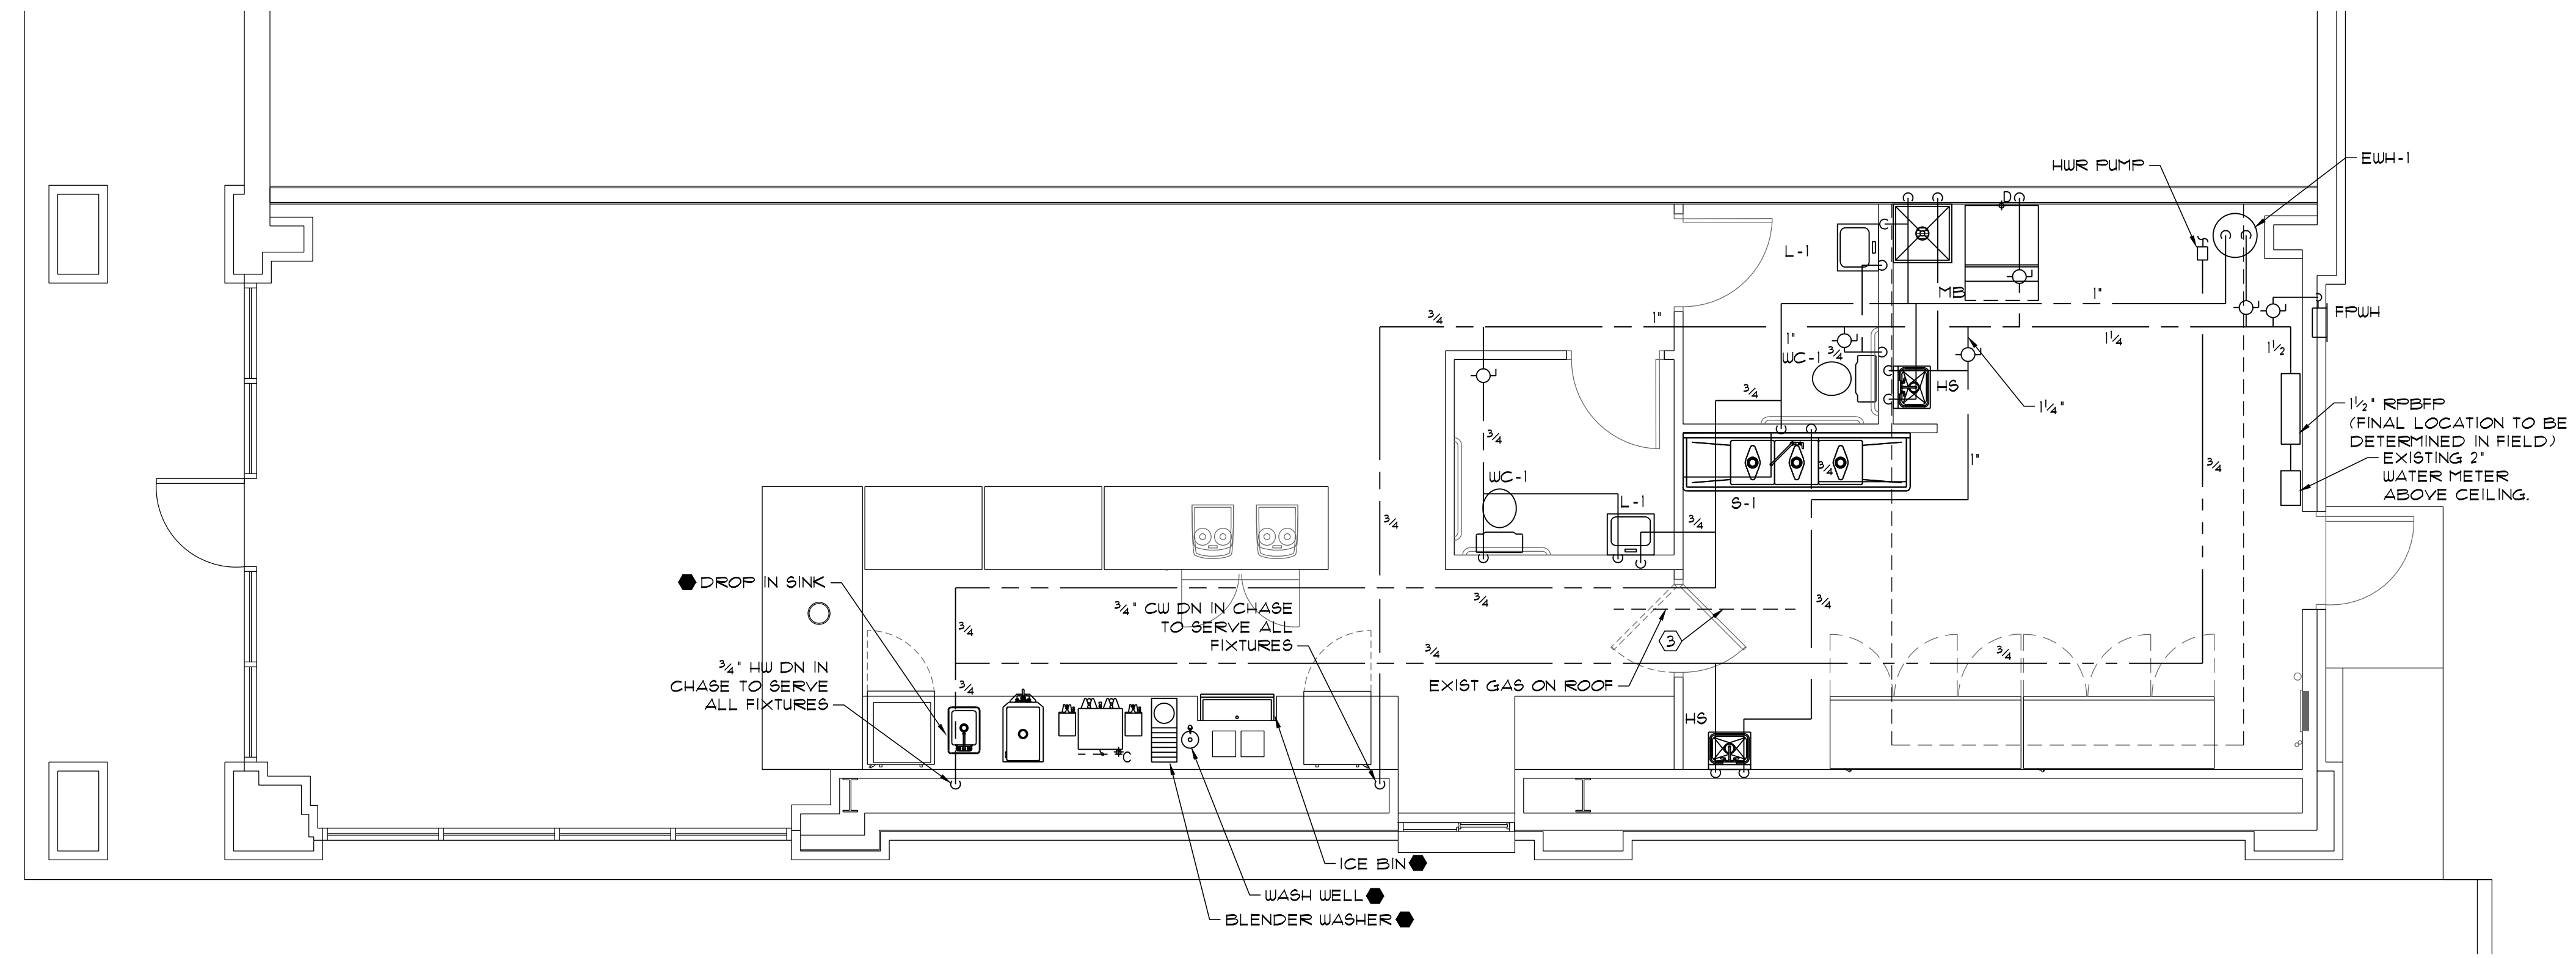 EWH-1
HWR PUMP
D
C
L-1
MB
1"
FPWH
3/4
1"
1"
1 1/4
1 1/2
WC-1
3/4
HS
3/4
1 1/4"
1 1/2" RPBFP
(FINAL LOCATION TO BE
DETERMINED IN FIELD)
EXISTING 2"
WATER METER
ABOVE CEILING.
3/4
3/4
1"
3/4
WC-1
L-1
S-1
3/4
3/4
DROP IN SINK
3/4" CW DN IN CHASE
TO SERVE ALL
FIXTURES
3/4
3/4
3/4
3
3/4
3/4
3/4" HW DN IN
CHASE TO SERVE
ALL FIXTURES
3/4
EXIST GAS ON ROOF
HS
C
ICE BIN
WASH WELL
BLENDER WASHER